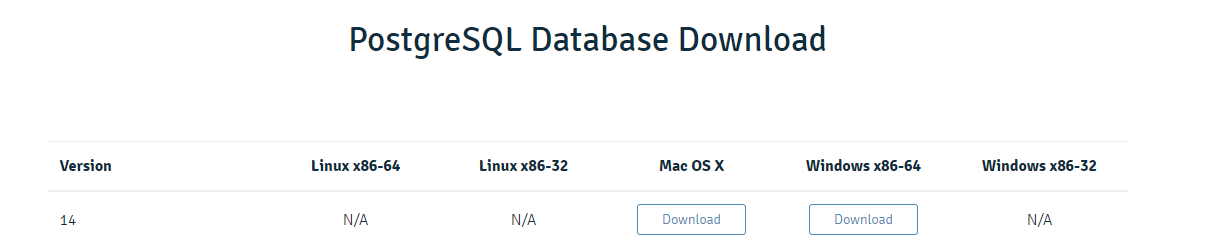 PostgreSQL Database Download
Version Linux x86-64 Linux x86-32 Mac OS X Windows x86-64 Windows x86-32
14 N/A N/A Download Download N/A